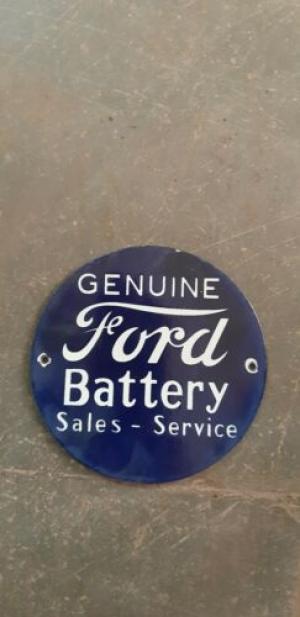 GENUINE
Ford
Battery
Sales - Service